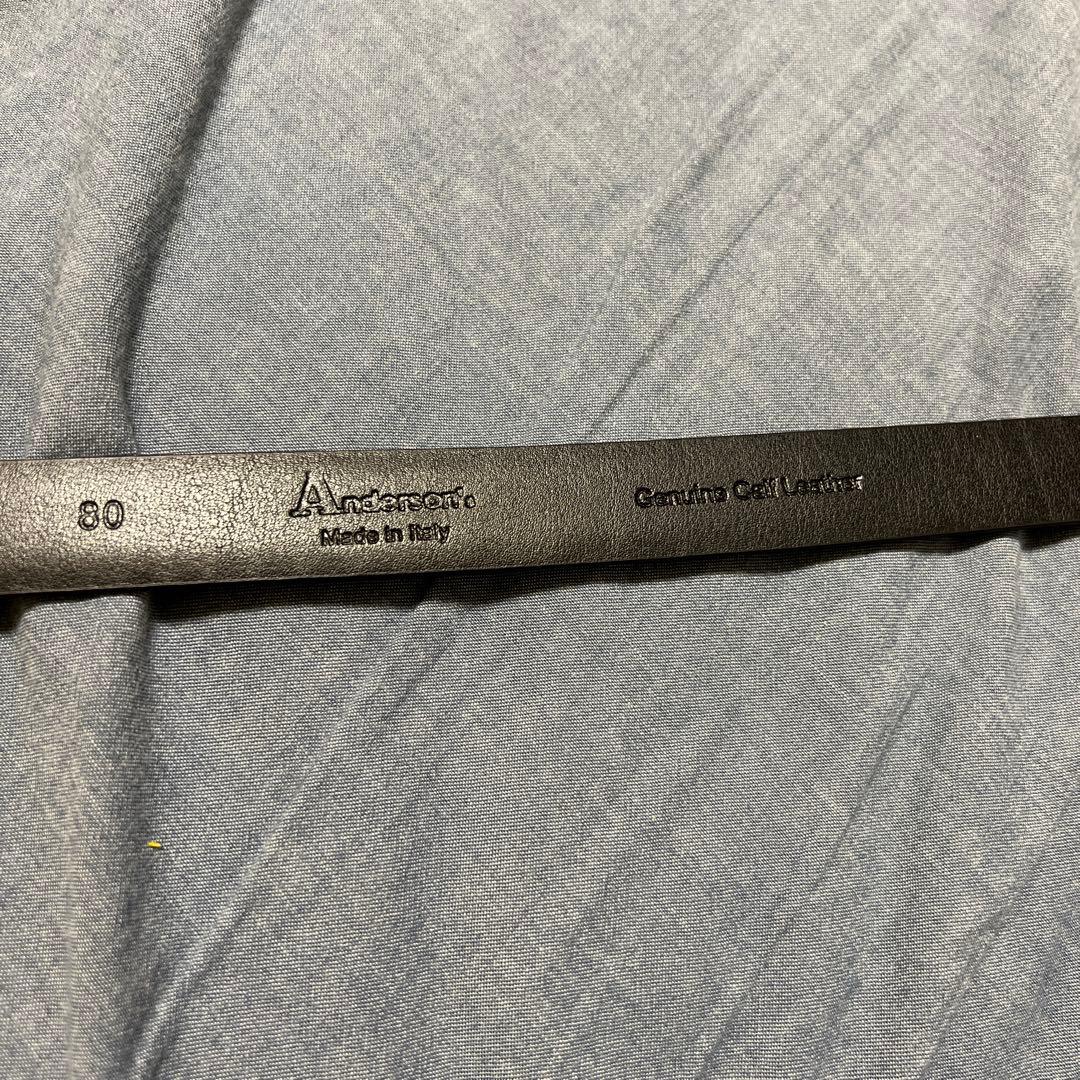 80
Anderson's
Made in Italy
Genuine Calf Leather